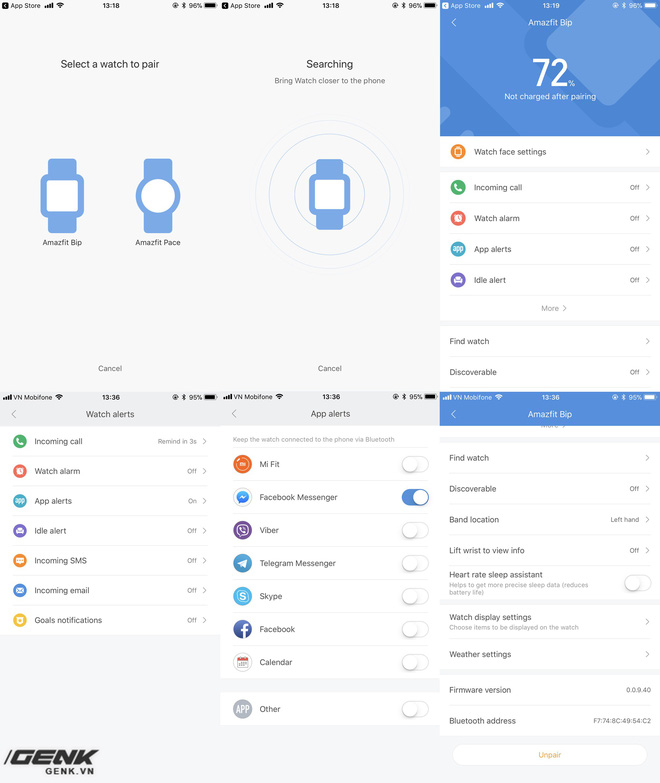 App Store 13:18 96%
Select a watch to pair
Amazfit Bip
Amazfit Pace
Cancel
App Store 13:18 96%
Searching
Bring Watch closer to the phone
Cancel
App Store 13:19 96%
Amazfit Bip
72%
Not charged after pairing
Watch face settings
Incoming call Off
Watch alarm Off
app App alerts Off
Idle alert Off
More
Find watch
Discoverable Off
VN Mobifone 13:36 95%
Watch alerts
Incoming call Remind in 3s
Watch alarm Off
app App alerts On
Idle alert Off
Incoming SMS Off
Incoming email Off
Goals notifications Off
VN Mobifone 13:36 95%
App alerts
Keep the watch connected to the phone via Bluetooth
Mi Fit
Facebook Messenger
Viber
Telegram Messenger
Skype
Facebook
Calendar
APP Other
VN Mobifone 13:36 95%
Amazfit Bip
More
Find watch
Discoverable Off
Band location Left hand
Lift wrist to view info Off
Heart rate sleep assistant
Helps to get more precise sleep data (reduces
battery life)
Watch display settings
Choose items to be displayed on the watch
Weather settings
Firmware version 0.0.9.40
Bluetooth address F7:74:8C:49:54:C2
Unpair
/GENK
GENK.VN